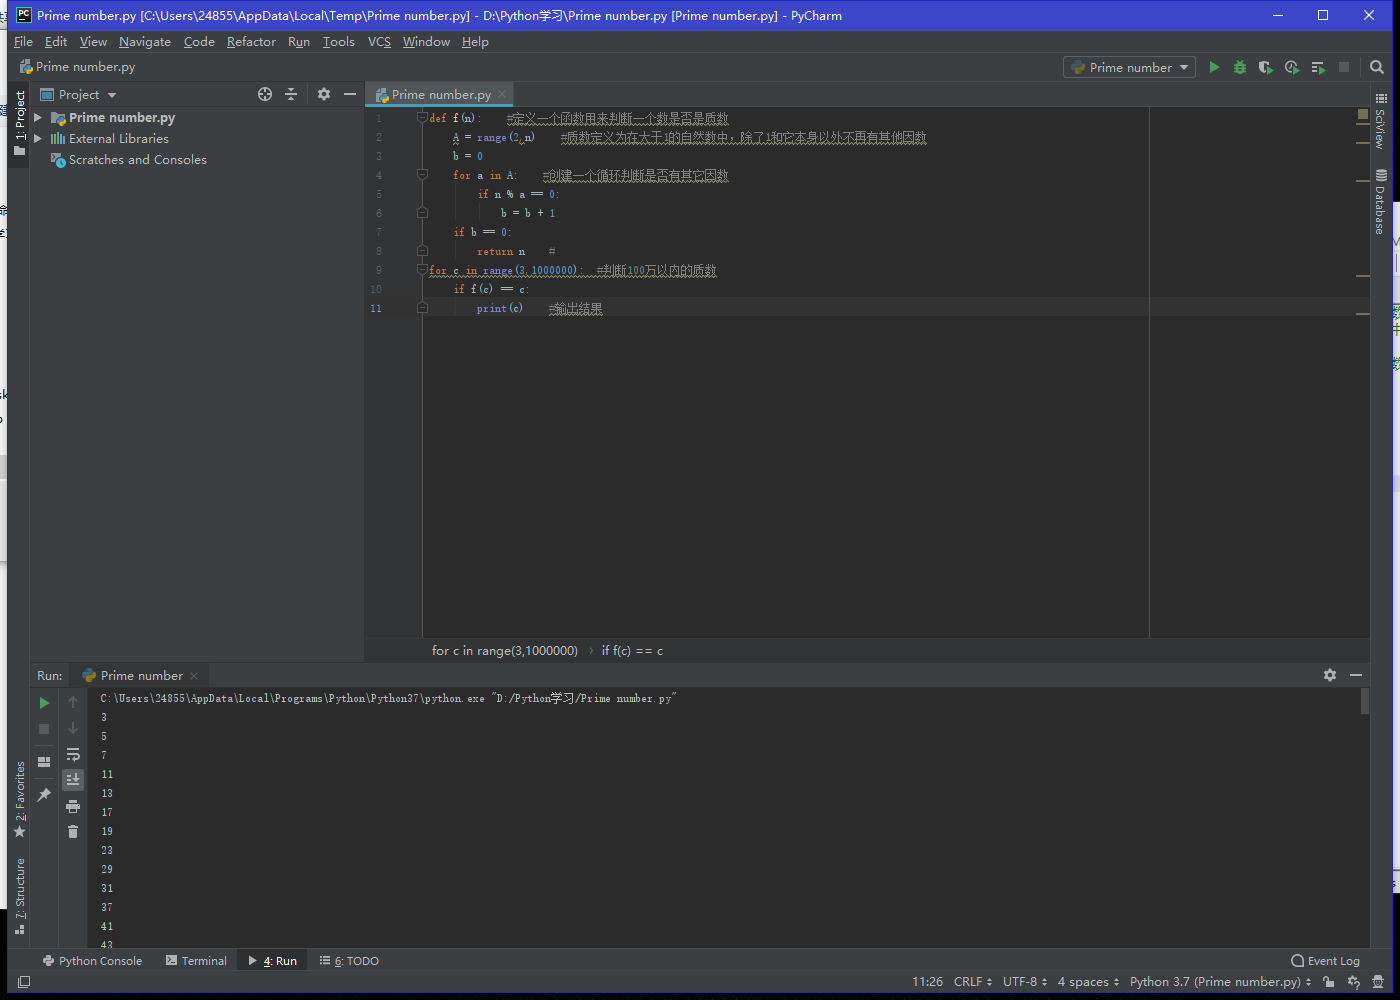 Prime number.py [C:\Users\24855\AppData\Local\Temp\Prime number.py] - D:\Python学习\Prime number.py [Prime number.py] - PyCharm
File Edit View Navigate Code Refactor Run Tools VCS Window Help
Prime number.py
Prime number
1: Project
Project
Prime number.py
External Libraries
Scratches and Consoles
Prime number.py
1 def f(n): #定义一个函数用来判断一个数是否是质数
2 A = range(2,n) #质数定义为在大于1的自然数中，除了1和它本身以外不再有其他因数
3 b = 0
4 for a in A: #创建一个循环判断是否有其它因数
5 if n % a == 0:
6 b = b + 1
7 if b == 0:
8 return n #
9 for c in range(3,1000000): #判断100万以内的质数
10 if f(c) == c:
11 print(c) #输出结果
SciView
Database
for c in range(3,1000000) › if f(c) == c
Run: Prime number
C:\Users\24855\AppData\Local\Programs\Python\Python37\python.exe "D:/Python学习/Prime number.py"
3
5
7
11
13
17
19
23
29
31
37
41
43
2: Favorites
7: Structure
Python Console Terminal 4: Run 6: TODO Event Log
11:26 CRLF UTF-8 4 spaces Python 3.7 (Prime number.py)